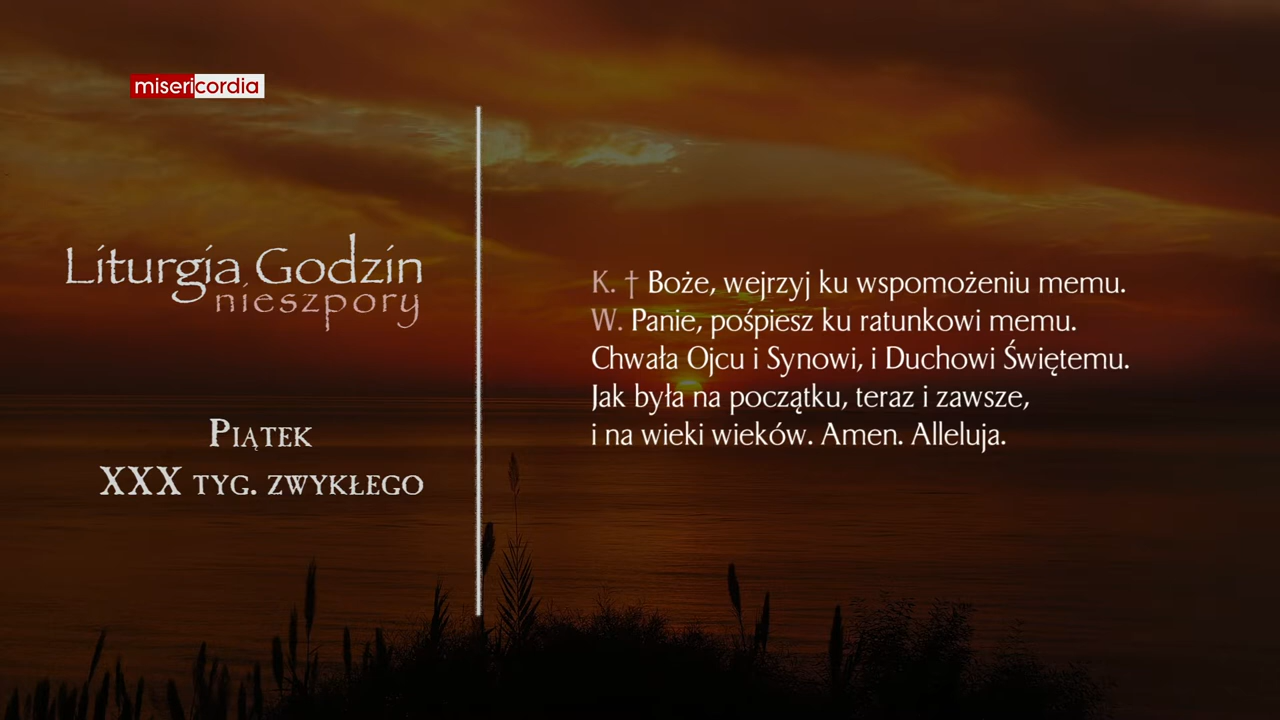 misericordia
Liturgia Godzin
nieszpory
Piątek
XXX tyg. zwykłego
K. † Boże, wejrzyj ku wspomożeniu memu.
W. Panie, pośpiesz ku ratunkowi memu.
Chwała Ojcu i Synowi, i Duchowi Świętemu.
Jak była na początku, teraz i zawsze,
i na wieki wieków. Amen. Alleluja.